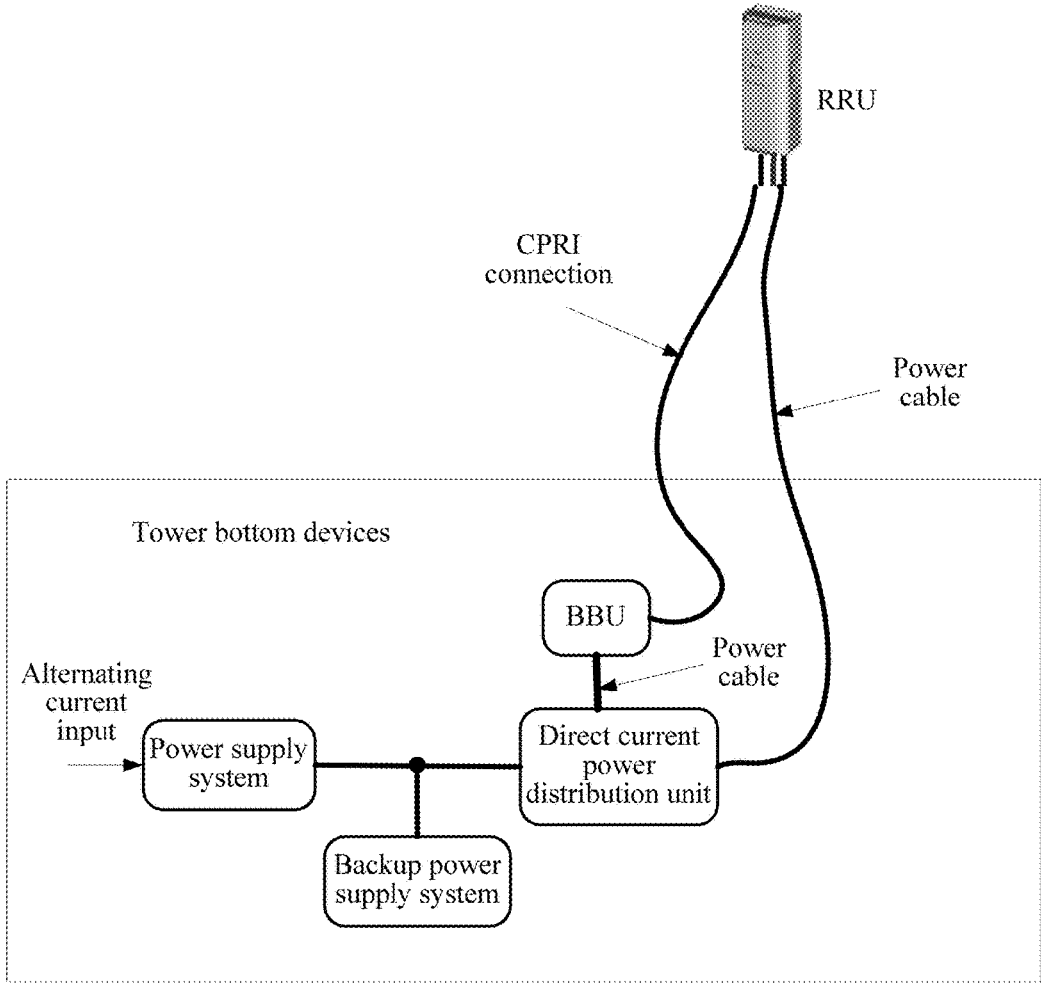 RRU
CPRI
connection
Power
cable
Tower bottom devices
BBU
Power
cable
Alternating
current
input
Power supply
system
Direct current
power
distribution unit
Backup power
supply system